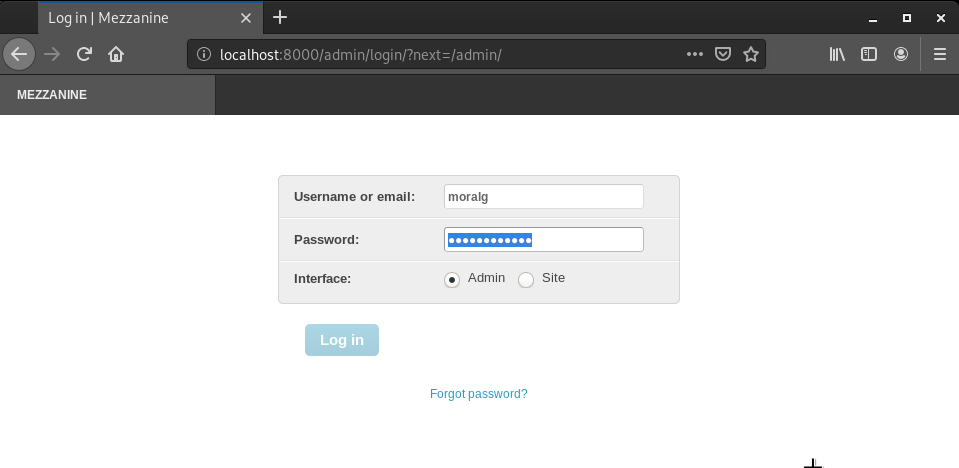 Log in | Mezzanine
localhost:8000/admin/login/?next=/admin/
MEZZANINE
Username or email: moralg
Password: ••••••••••••
Interface: Admin Site
Log in
Forgot password?